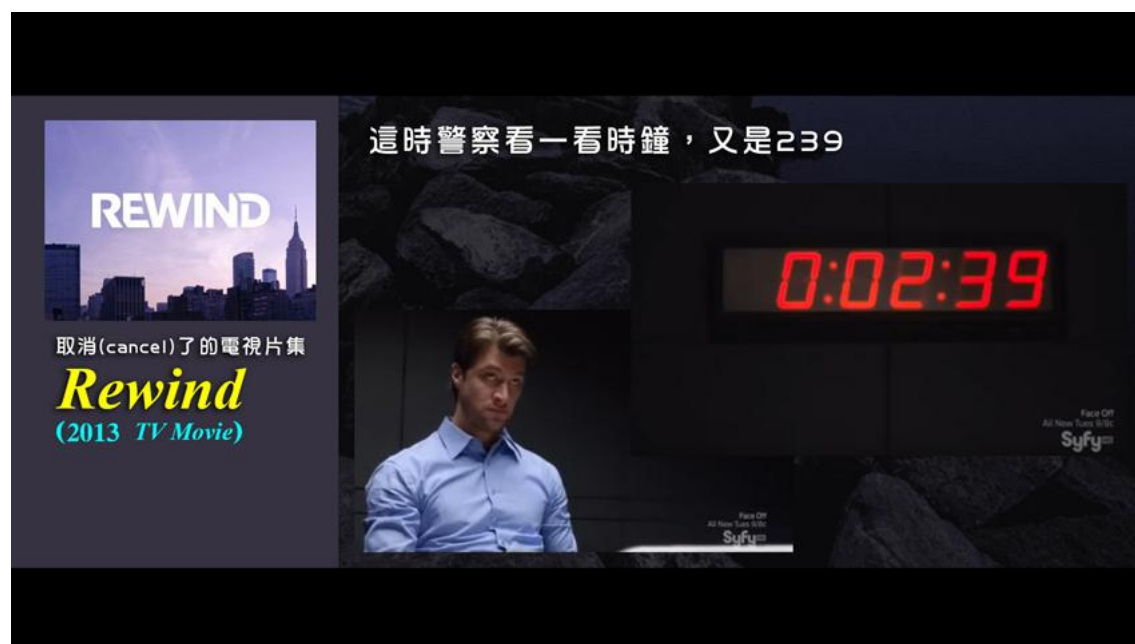 這時警察看一看時鐘，又是239
REWIND
取消(cancel)了的電視片集
Rewind
(2013 TV Movie)
0:02:39
Face Off
All New Tues 9/8c
Syfy
Face Off
All New Tues 9/8c
Syfy